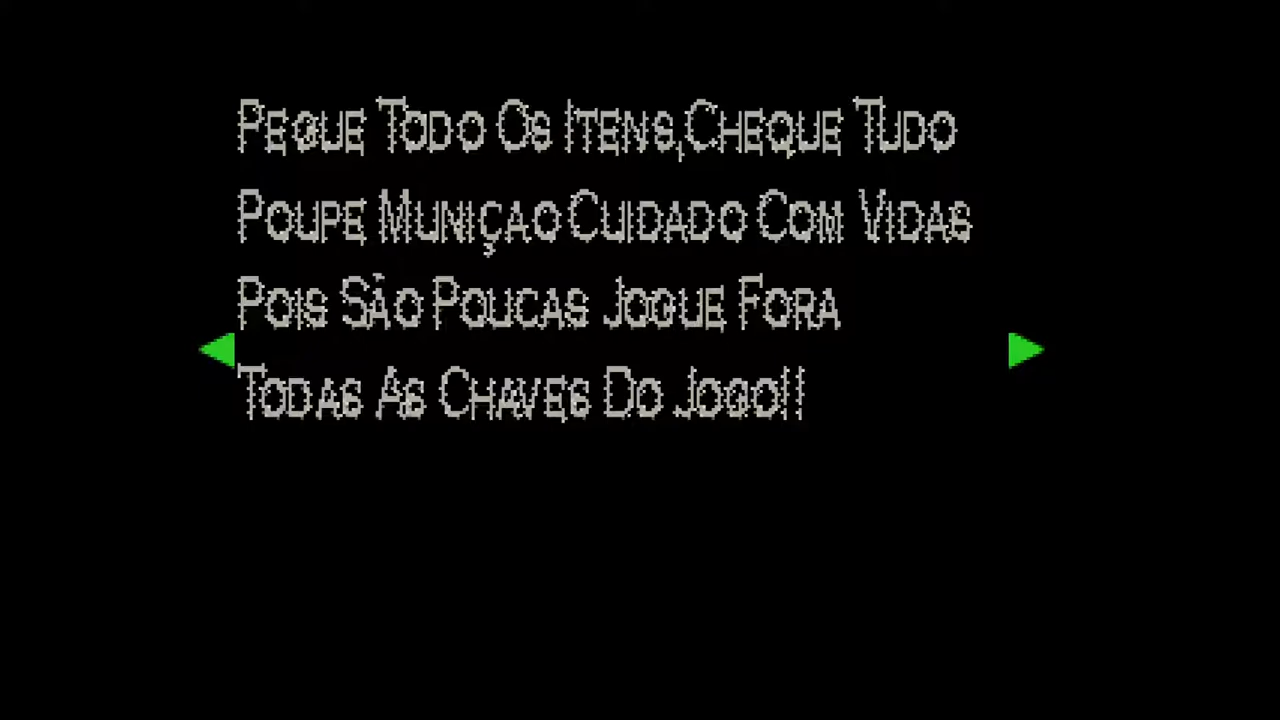 Pegue Todo Os Itens,Cheque Tudo
Poupe Muniçao Cuidado Com Vidas
Pois São Poucas Jogue Fora
Todas As Chaves Do Jogo!!